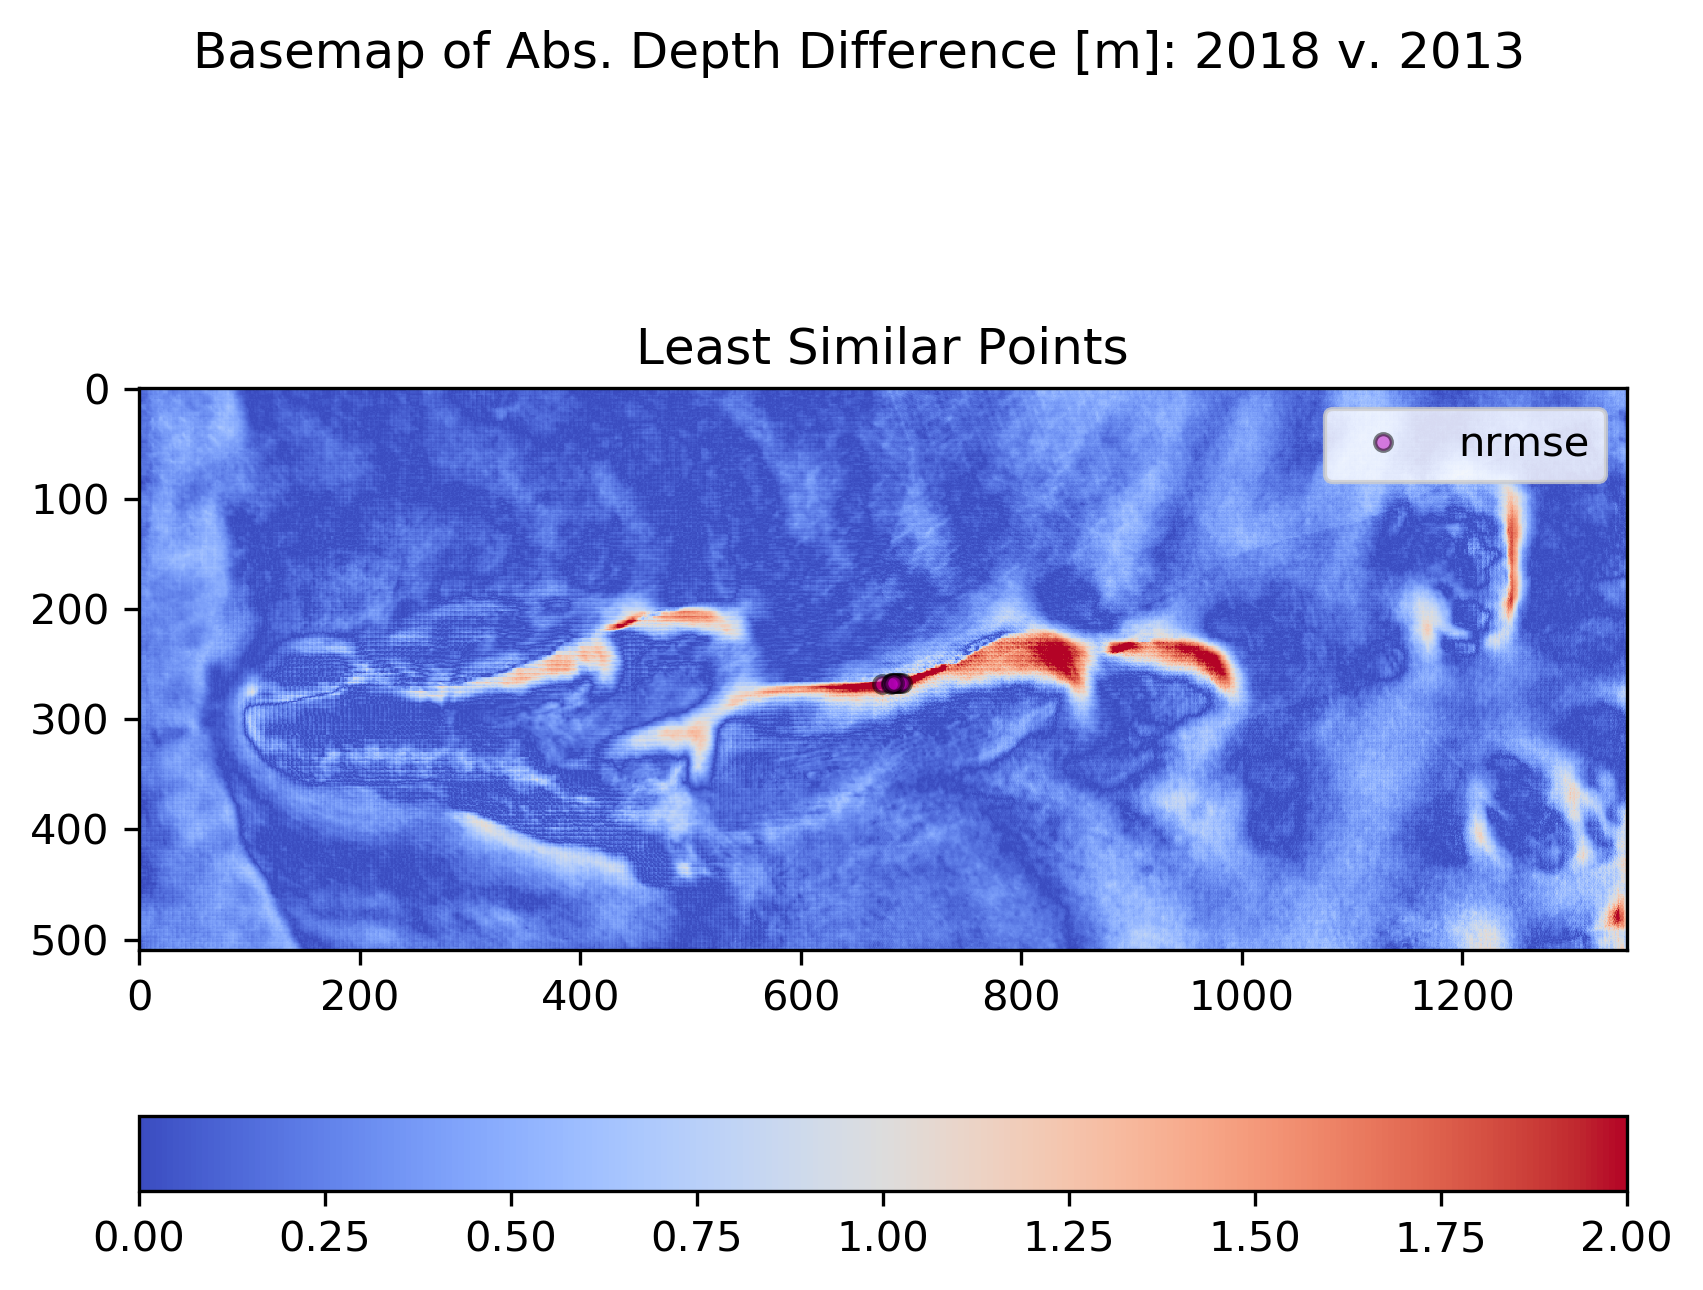 Basemap of Abs. Depth Difference [m]: 2018 v. 2013
Least Similar Points
nrmse
0
100
200
300
400
500
0 200 400 600 800 1000 1200
0.00 0.25 0.50 0.75 1.00 1.25 1.50 1.75 2.00